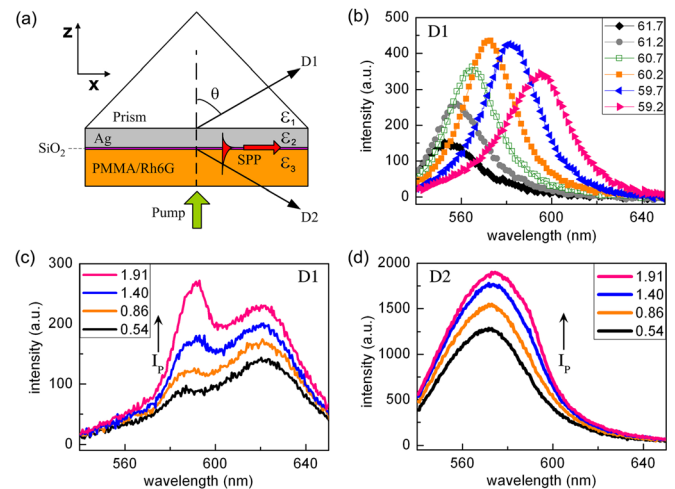 (a)
z
x
θ
D1
Prism
ε1
Ag
ε2
SiO2
SPP
ε3
PMMA/Rh6G
Pump
D2
(b)
D1
500
400
300
200
100
0
61.7
61.2
60.7
60.2
59.7
59.2
intensity (a.u.)
560 600 640
wavelength (nm)
(c)
D1
300
200
100
0
1.91
1.40
0.86
0.54
IP
intensity (a.u.)
560 600 640
wavelength (nm)
(d)
D2
2000
1500
1000
500
0
1.91
1.40
0.86
0.54
IP
intensity (a.u.)
560 600 640
wavelength (nm)